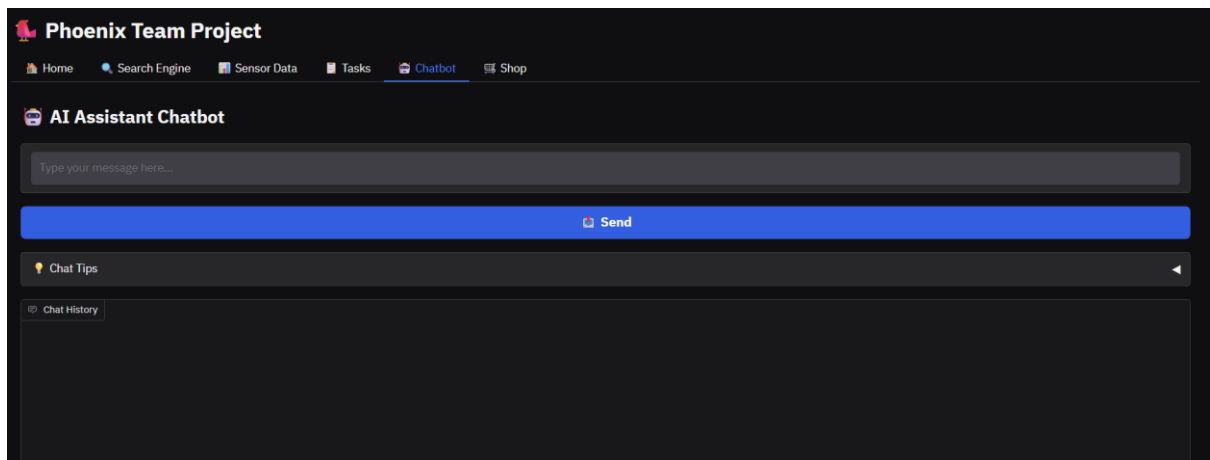 Phoenix Team Project
Home Search Engine Sensor Data Tasks Chatbot Shop
AI Assistant Chatbot
Type your message here...
Send
Chat Tips
Chat History